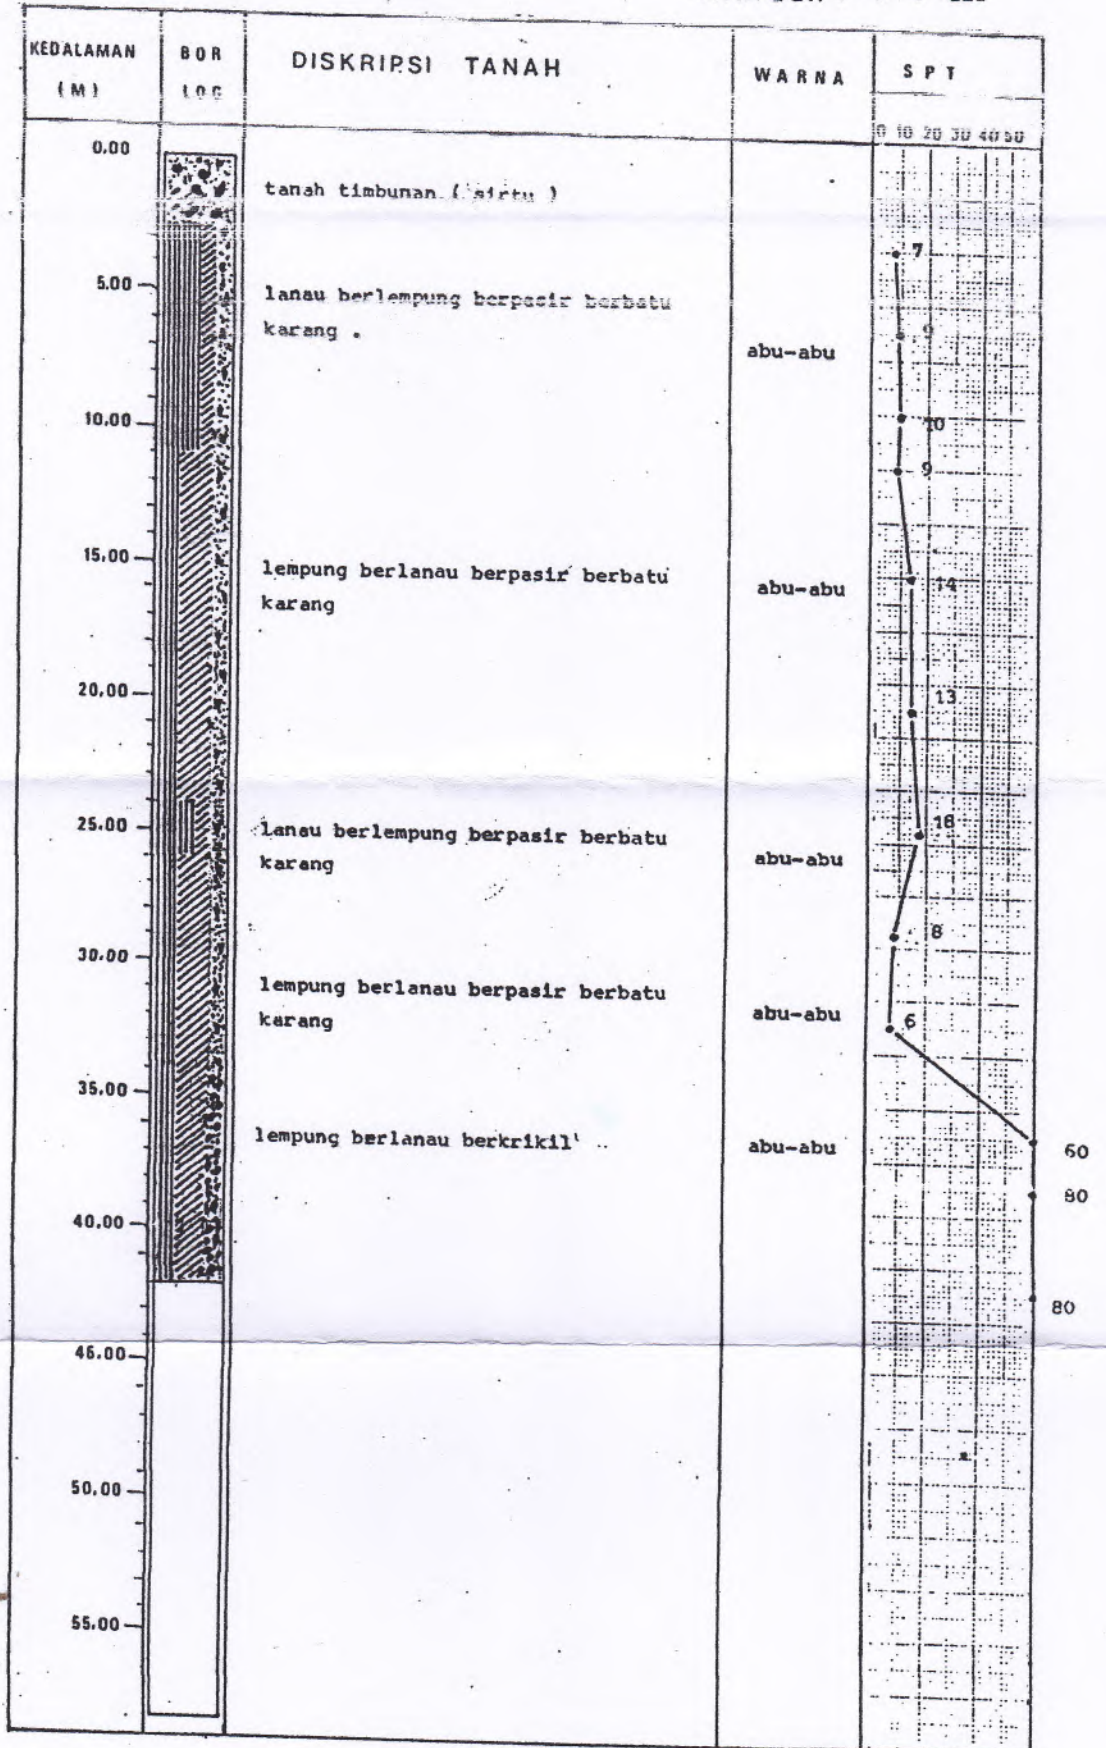 KEDALAMAN
(M)
BOR
LOG
DISKRIPSI TANAH
WARNA
SPT
0 10 20 30 40 50
0.00
tanah timbunan ( sirtu )
7
5.00
lanau berlempung berpasir berbatu
karang .
abu-abu
9
10.00
10
9
15.00
lempung berlanau berpasir berbatu
karang
abu-abu
14
20.00
13
25.00
lanau berlempung berpasir berbatu
karang
abu-abu
18
8
30.00
lempung berlanau berpasir berbatu
karang
abu-abu
6
35.00
lempung berlanau berkrikil
abu-abu
60
80
40.00
80
45.00
50.00
55.00